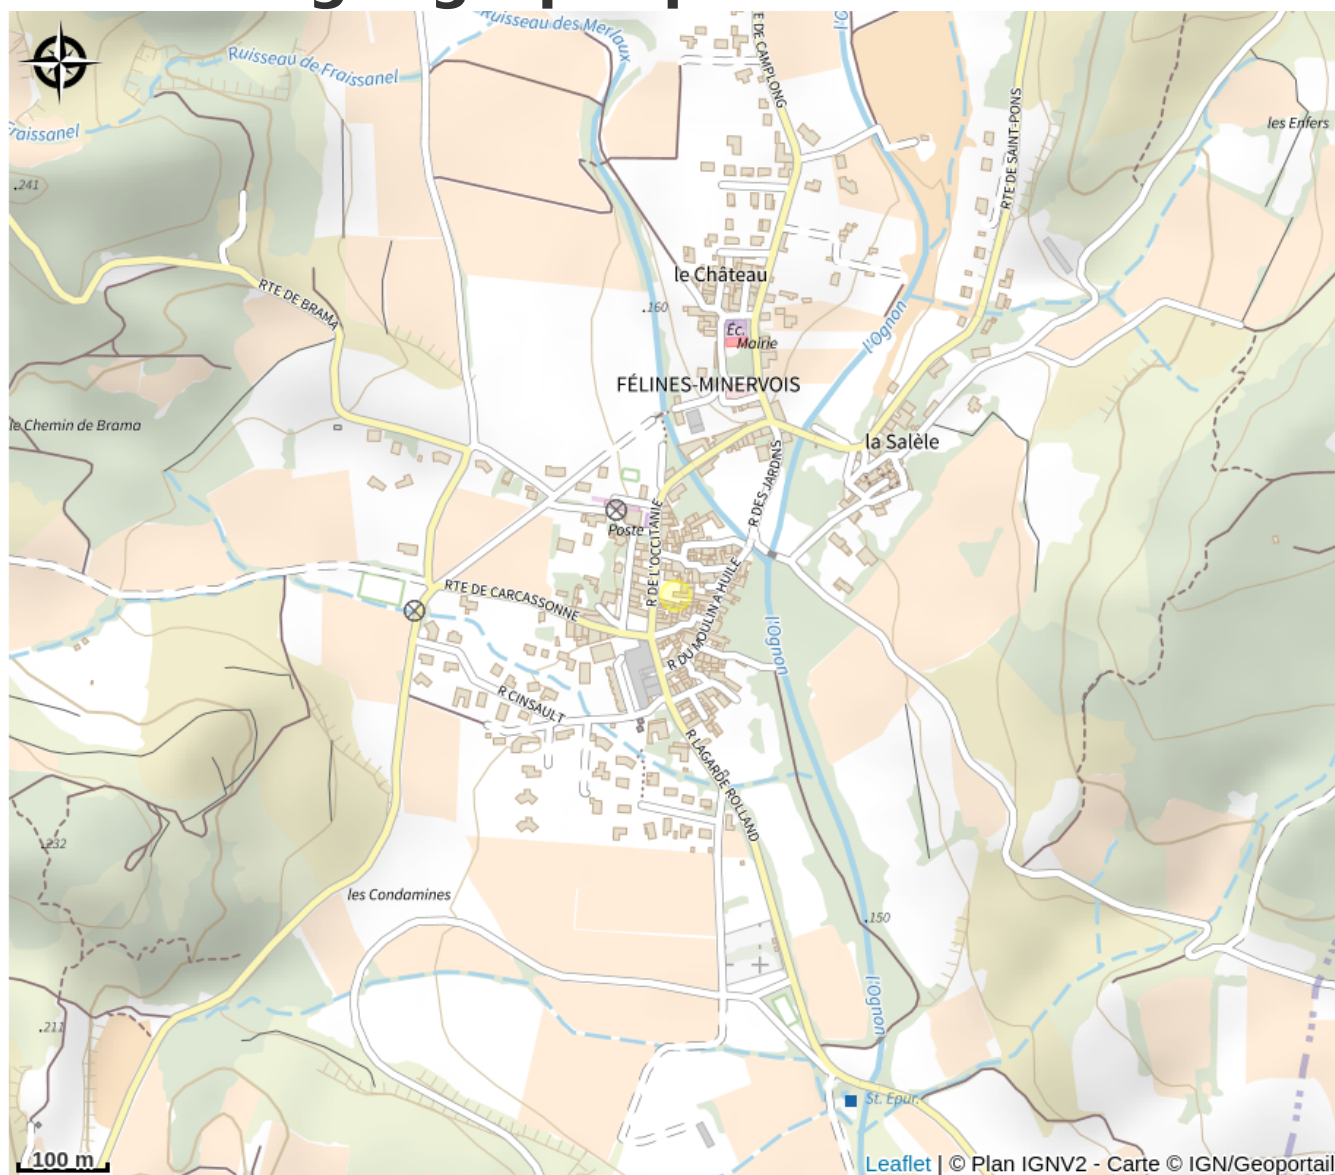 Ruisseau des Merlaux
E DE CAMPLONG
l'O
Ruisseau de Fraissanel
Fraissanel
RTE DE SAINT-PONS
les Enfers
.241
le Château
RTE DE BRAMA
.160
l'Ognon
Éc.
Mairie
FÉLINES-MINERVOIS
le Chemin de Brama
la Salèle
R DES JARDINS
R DE L'OCCITANIE
Poste
R DU MOULIN A HUILE
RTE DE CARCASSONNE
l'Ognon
R CINSAULT
R LAGARDE ROLLAND
.232
les Condamines
.150
l'Ognon
.211
St. Epur.
100 m
Leaflet | © Plan IGNV2 - Carte © IGN/Geoportail